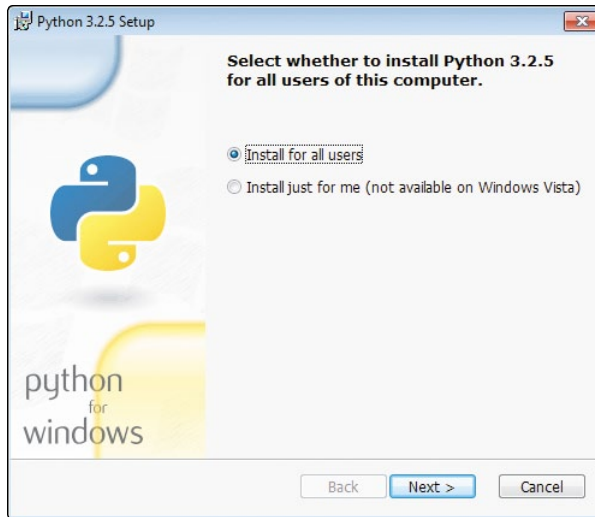 Python 3.2.5 Setup
Select whether to install Python 3.2.5
for all users of this computer.
Install for all users
Install just for me (not available on Windows Vista)
python
for
windows
Back
Next >
Cancel